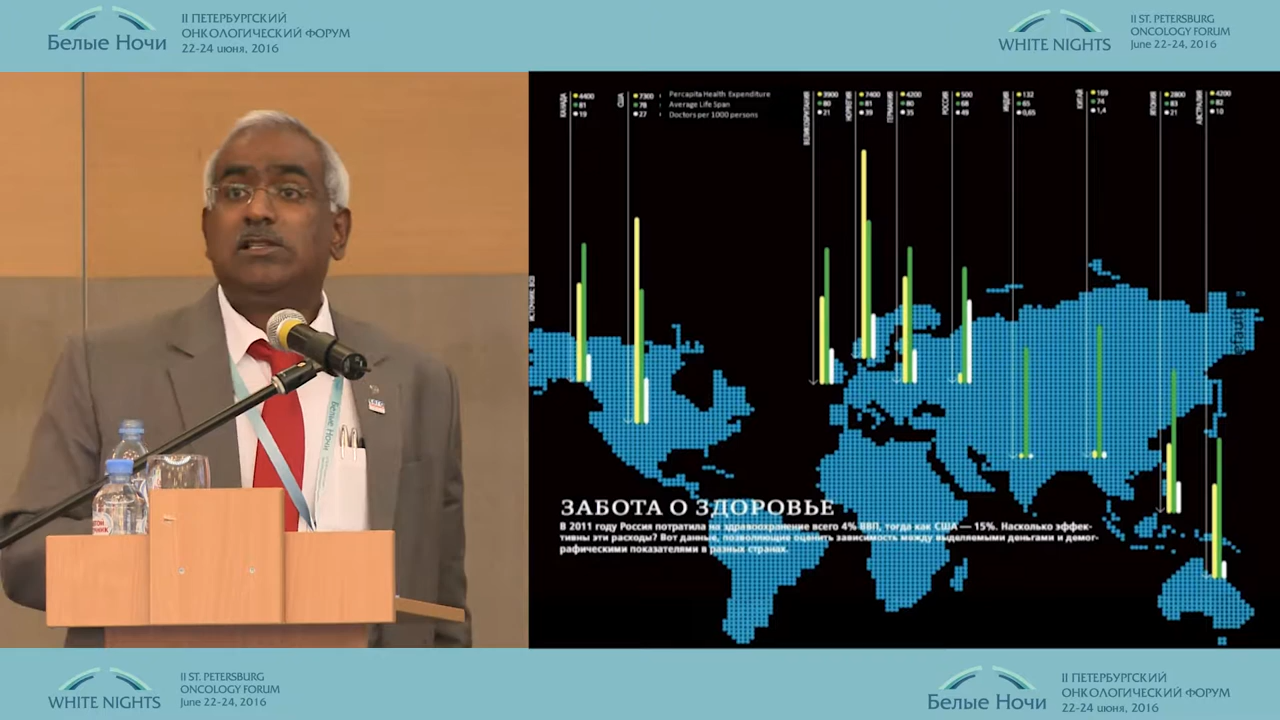 Белые Ночи
II ПЕТЕРБУРГСКИЙ
ОНКОЛОГИЧЕСКИЙ ФОРУМ
22-24 июня, 2016
WHITE NIGHTS
II ST. PETERSBURG
ONCOLOGY FORUM
June 22-24, 2016
КАНАДА
4400
81
19
США
7300
78
27
Percapita Health Expenditure
Average Life Span
Doctors per 1000 persons
ВЕЛИКОБРИТАНИЯ
3900
80
21
НОРВЕГИЯ
7400
81
39
ГЕРМАНИЯ
4200
80
35
РОССИЯ
500
68
49
ИНДИЯ
132
65
0,65
КИТАЙ
169
74
1,4
ЯПОНИЯ
2800
83
21
АВСТРАЛИЯ
4200
82
10
ЗАБОТА О ЗДОРОВЬЕ
В 2011 году Россия потратила на здравоохранение всего 4% ВВП, тогда как США — 15%. Насколько эффек-
тивны эти расходы? Вот данные, позволяющие оценить зависимость между выделяемыми деньгами и демог-
рафическими показателями в разных странах.
Белые Ночи
WHITE NIGHTS
II ST. PETERSBURG
ONCOLOGY FORUM
June 22-24, 2016
Белые Ночи
II ПЕТЕРБУРГСКИЙ
ОНКОЛОГИЧЕСКИЙ ФОРУМ
22-24 июня, 2016